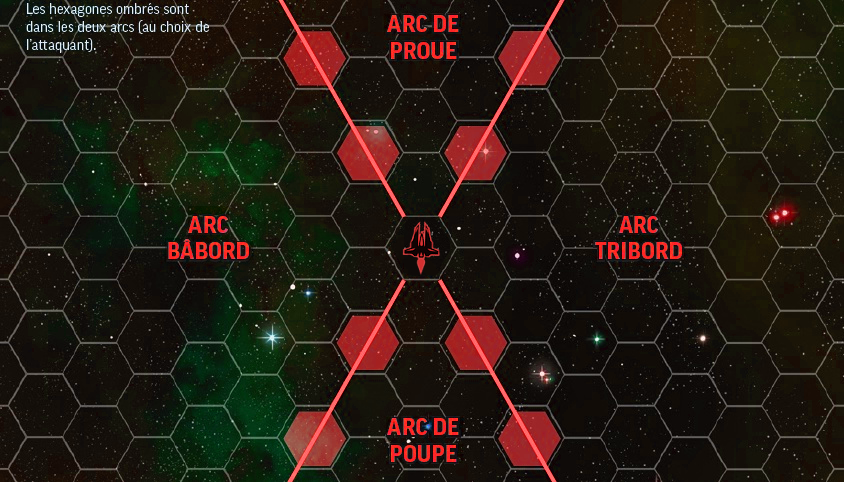 Les hexagones ombrés sont
dans les deux arcs (au choix de
l'attaquant).
ARC DE
PROUE
ARC
BÂBORD
ARC
TRIBORD
ARC DE
POUPE